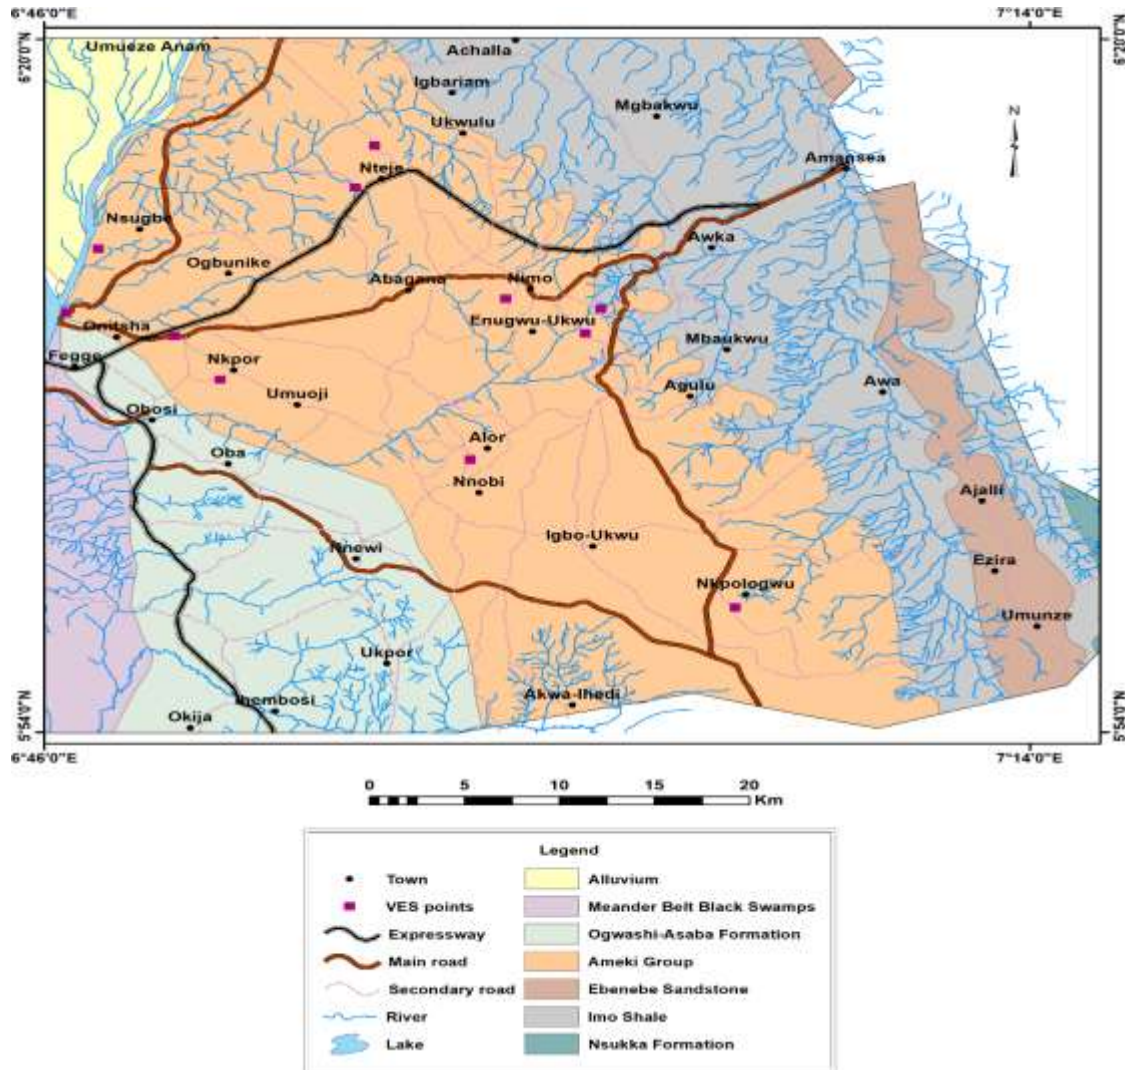 6°46'0"E 7°14'0"E
6°20'0"N 6°20'0"N
Umueze Anam
Achalla
Igbariam
Mgbakwu
N
Ukwulu
Amansea
Nteje
Nsugbe
Awka
Ogbunike
Abagana
Nimo
Enugwu-Ukwu
Onitsha
Mbaukwu
Fegge
Nkpor
Awa
Agulu
Umuoji
Obosi
Alor
Oba
Nnobi
Ajalli
Igbo-Ukwu
Nnewi
Ezira
Nkpologwu
Umunze
Ukpor
Akwa-Ihedi
Ihembosi
Okija
5°54'0"N 5°54'0"N
6°46'0"E 7°14'0"E
0 5 10 15 20
Km
Legend
Town Alluvium
VES points Meander Belt Black Swamps
Expressway Ogwashi-Asaba Formation
Main road Ameki Group
Secondary road Ebenebe Sandstone
River Imo Shale
Lake Nsukka Formation